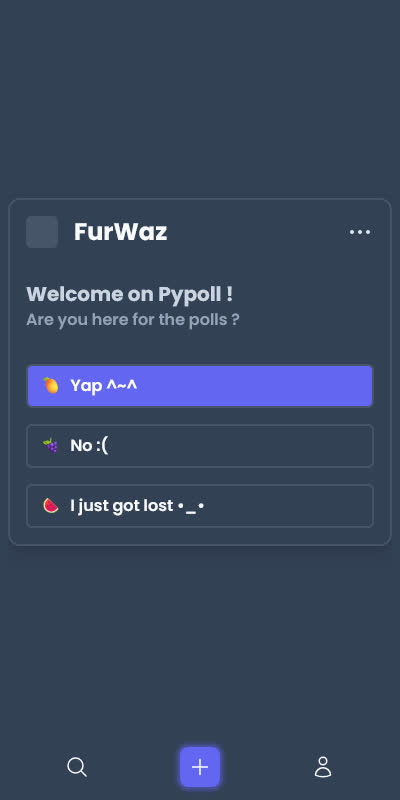 FurWaz
Welcome on Pypoll !
Are you here for the polls ?
🍋 Yap ^~^
🍇 No :(
🍉 I just got lost •_•